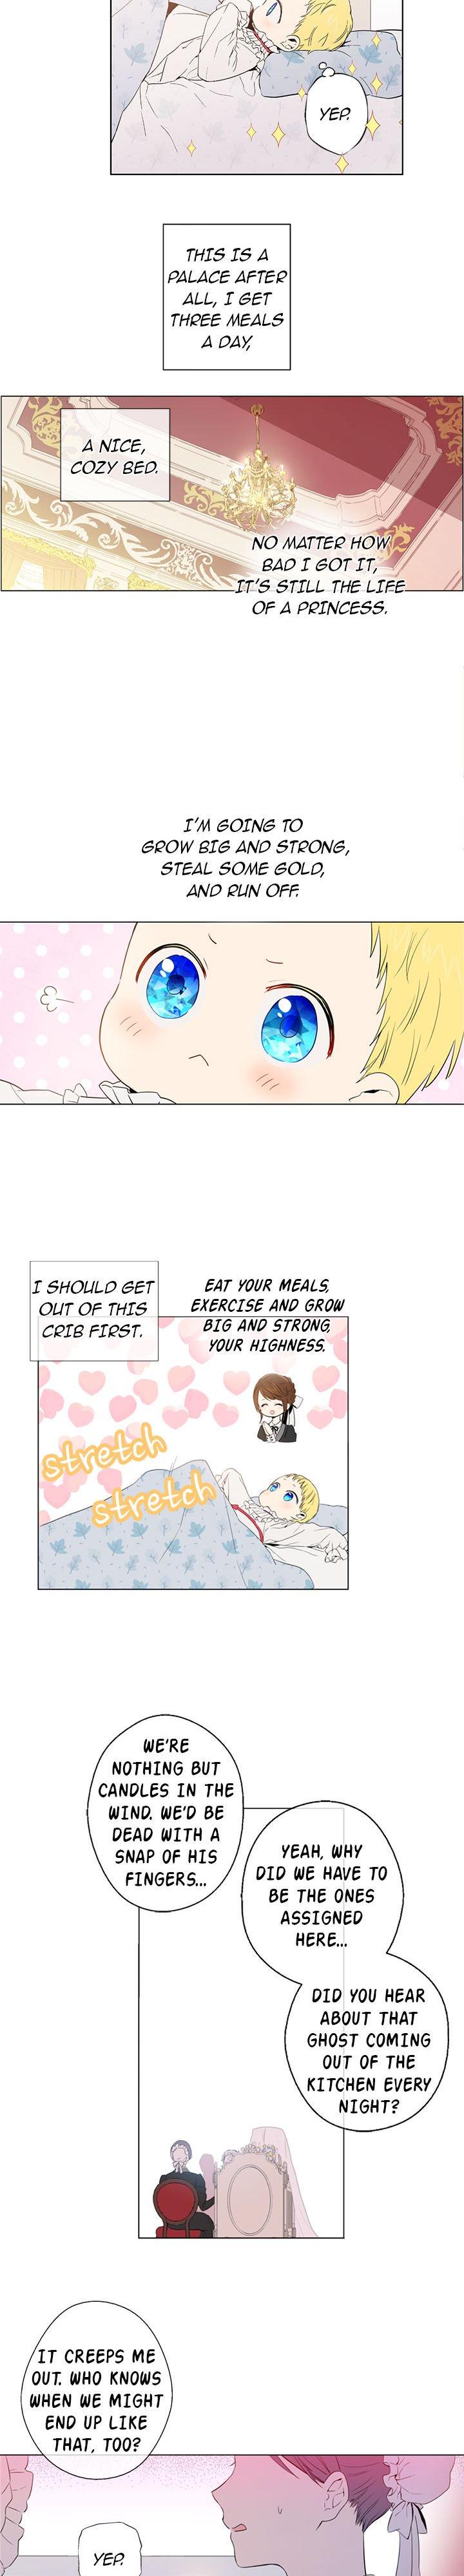 YEP.
THIS IS A
PALACE AFTER
ALL, I GET
THREE MEALS
A DAY,
A NICE,
COZY BED.
NO MATTER HOW
BAD I GOT IT,
IT'S STILL THE LIFE
OF A PRINCESS.
I'M GOING TO
GROW BIG AND STRONG,
STEAL SOME GOLD,
AND RUN OFF.
I SHOULD GET
OUT OF THIS
CRIB FIRST.
EAT YOUR MEALS,
EXERCISE AND GROW
BIG AND STRONG,
YOUR HIGHNESS.
stretch
stretch
WE'RE
NOTHING BUT
CANDLES IN THE
WIND. WE'D BE
DEAD WITH A
SNAP OF HIS
FINGERS...
YEAH, WHY
DID WE HAVE TO
BE THE ONES
ASSIGNED
HERE...
DID YOU HEAR
ABOUT THAT
GHOST COMING
OUT OF THE
KITCHEN EVERY
NIGHT?
IT CREEPS ME
OUT. WHO KNOWS
WHEN WE MIGHT
END UP LIKE
THAT, TOO?
YEP.